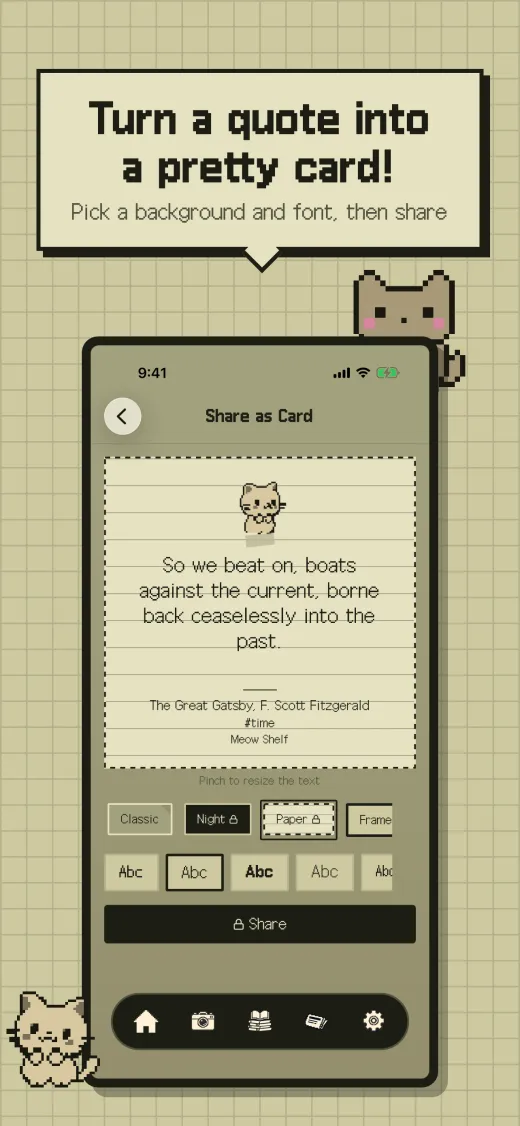 Turn a quote into
a pretty card!
Pick a background and font, then share
9:41
Share as Card
So we beat on, boats
against the current, borne
back ceaselessly into the
past.
The Great Gatsby, F. Scott Fitzgerald
#time
Meow Shelf
Pinch to resize the text
Classic Night Paper Frame
Abc Abc Abc Abc Abc
Share